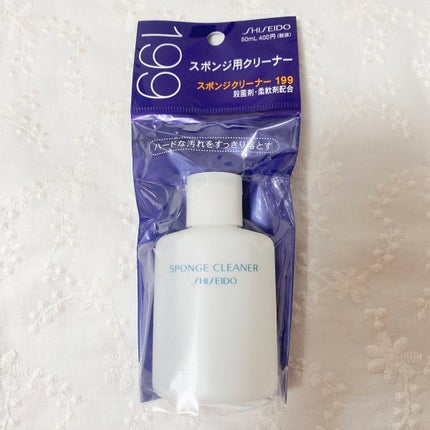 199
SHISEIDO
50mL 400円(税抜)
スポンジ用クリーナー
スポンジクリーナー 199
殺菌剤・柔軟剤配合
ハードな汚れをすっきり落とす
SPONGE CLEANER
SHISEIDO